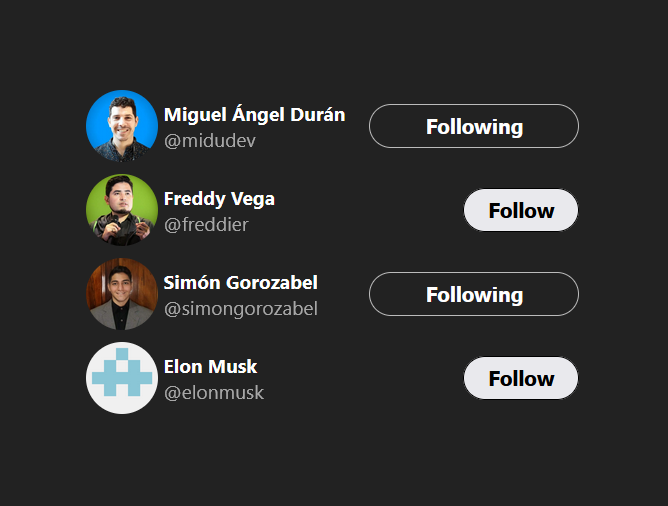 Miguel Ángel Durán
@midudev
Following
Freddy Vega
@freddier
Follow
Simón Gorozabel
@simongorozabel
Following
Elon Musk
@elonmusk
Follow